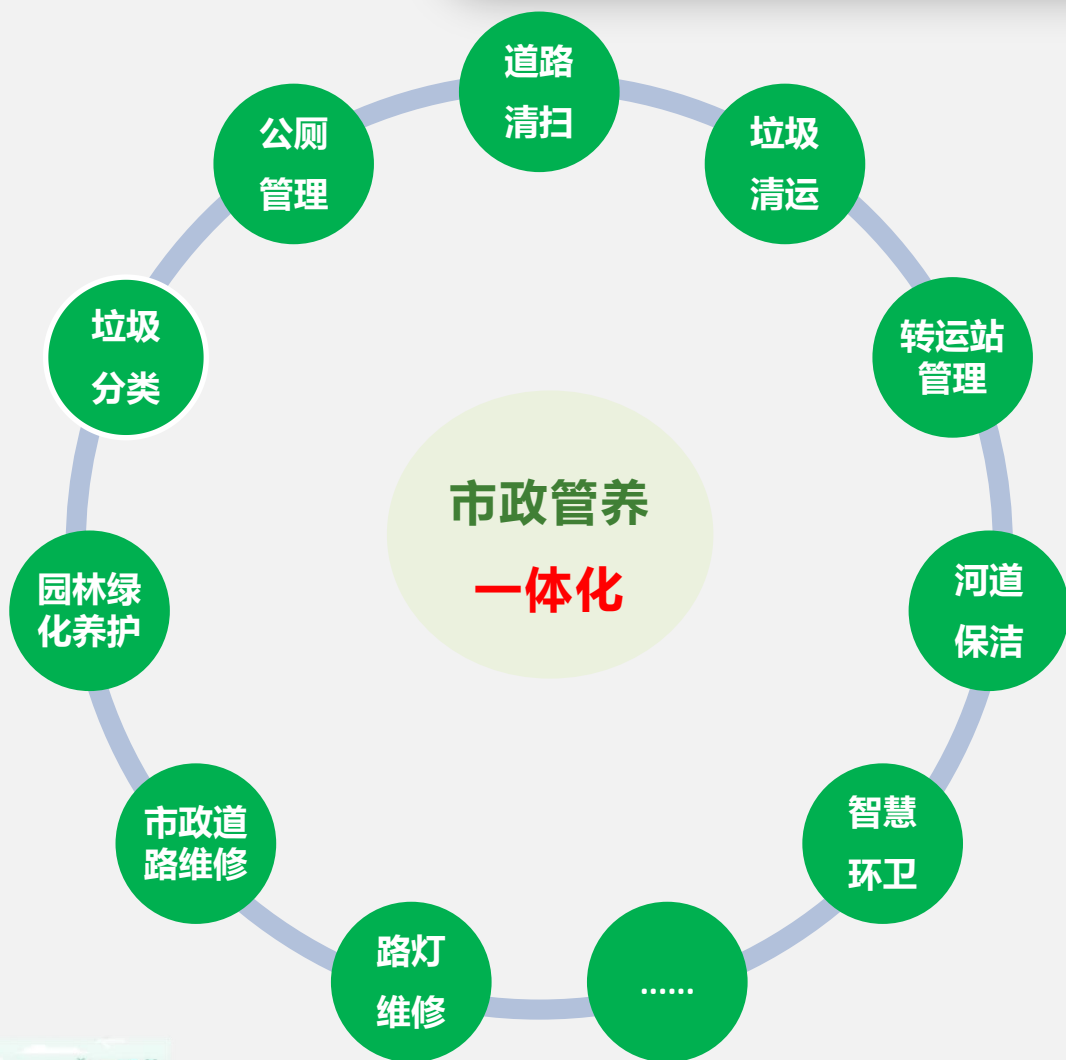 道路
清扫
垃圾
清运
转运站
管理
河道
保洁
智慧
环卫
......
路灯
维修
市政道
路维修
园林绿
化养护
垃圾
分类
公厕
管理
市政管养
一体化